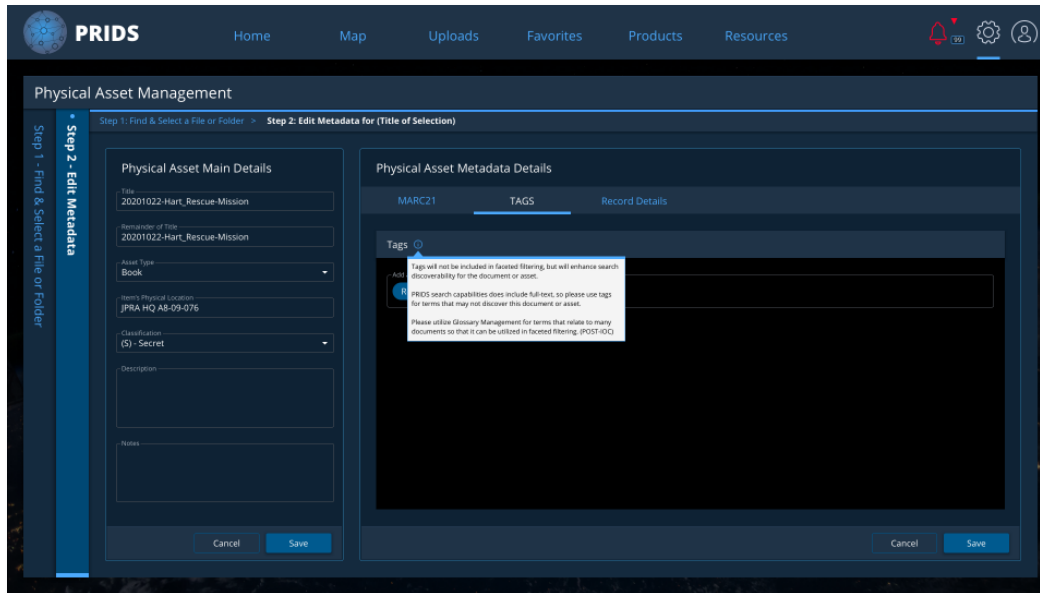 PRIDS
Home
Map
Uploads
Favorites
Products
Resources
99
Physical Asset Management
Step 1 - Find & Select a File or Folder
* Step 2 - Edit Metadata
Step 1: Find & Select a File or Folder > Step 2: Edit Metadata for (Title of Selection)
Physical Asset Main Details
Title
20201022-Hart_Rescue-Mission
Remainder of Title
20201022-Hart_Rescue-Mission
Asset Type
Book
Item's Physical Location
JPRA HQ A8-09-076
Classification
(S) - Secret
Description
Notes
Cancel
Save
Physical Asset Metadata Details
MARC21
TAGS
Record Details
Tags
Add
R
Tags will not be included in faceted filtering, but will enhance search
discoverability for the document or asset.
PRIDS search capabilities does include full-text, so please use tags
for terms that may not discover this document or asset.
Please utilize Glossary Management for terms that relate to many
documents so that it can be utilized in faceted filtering. (POST-IOC)
Cancel
Save